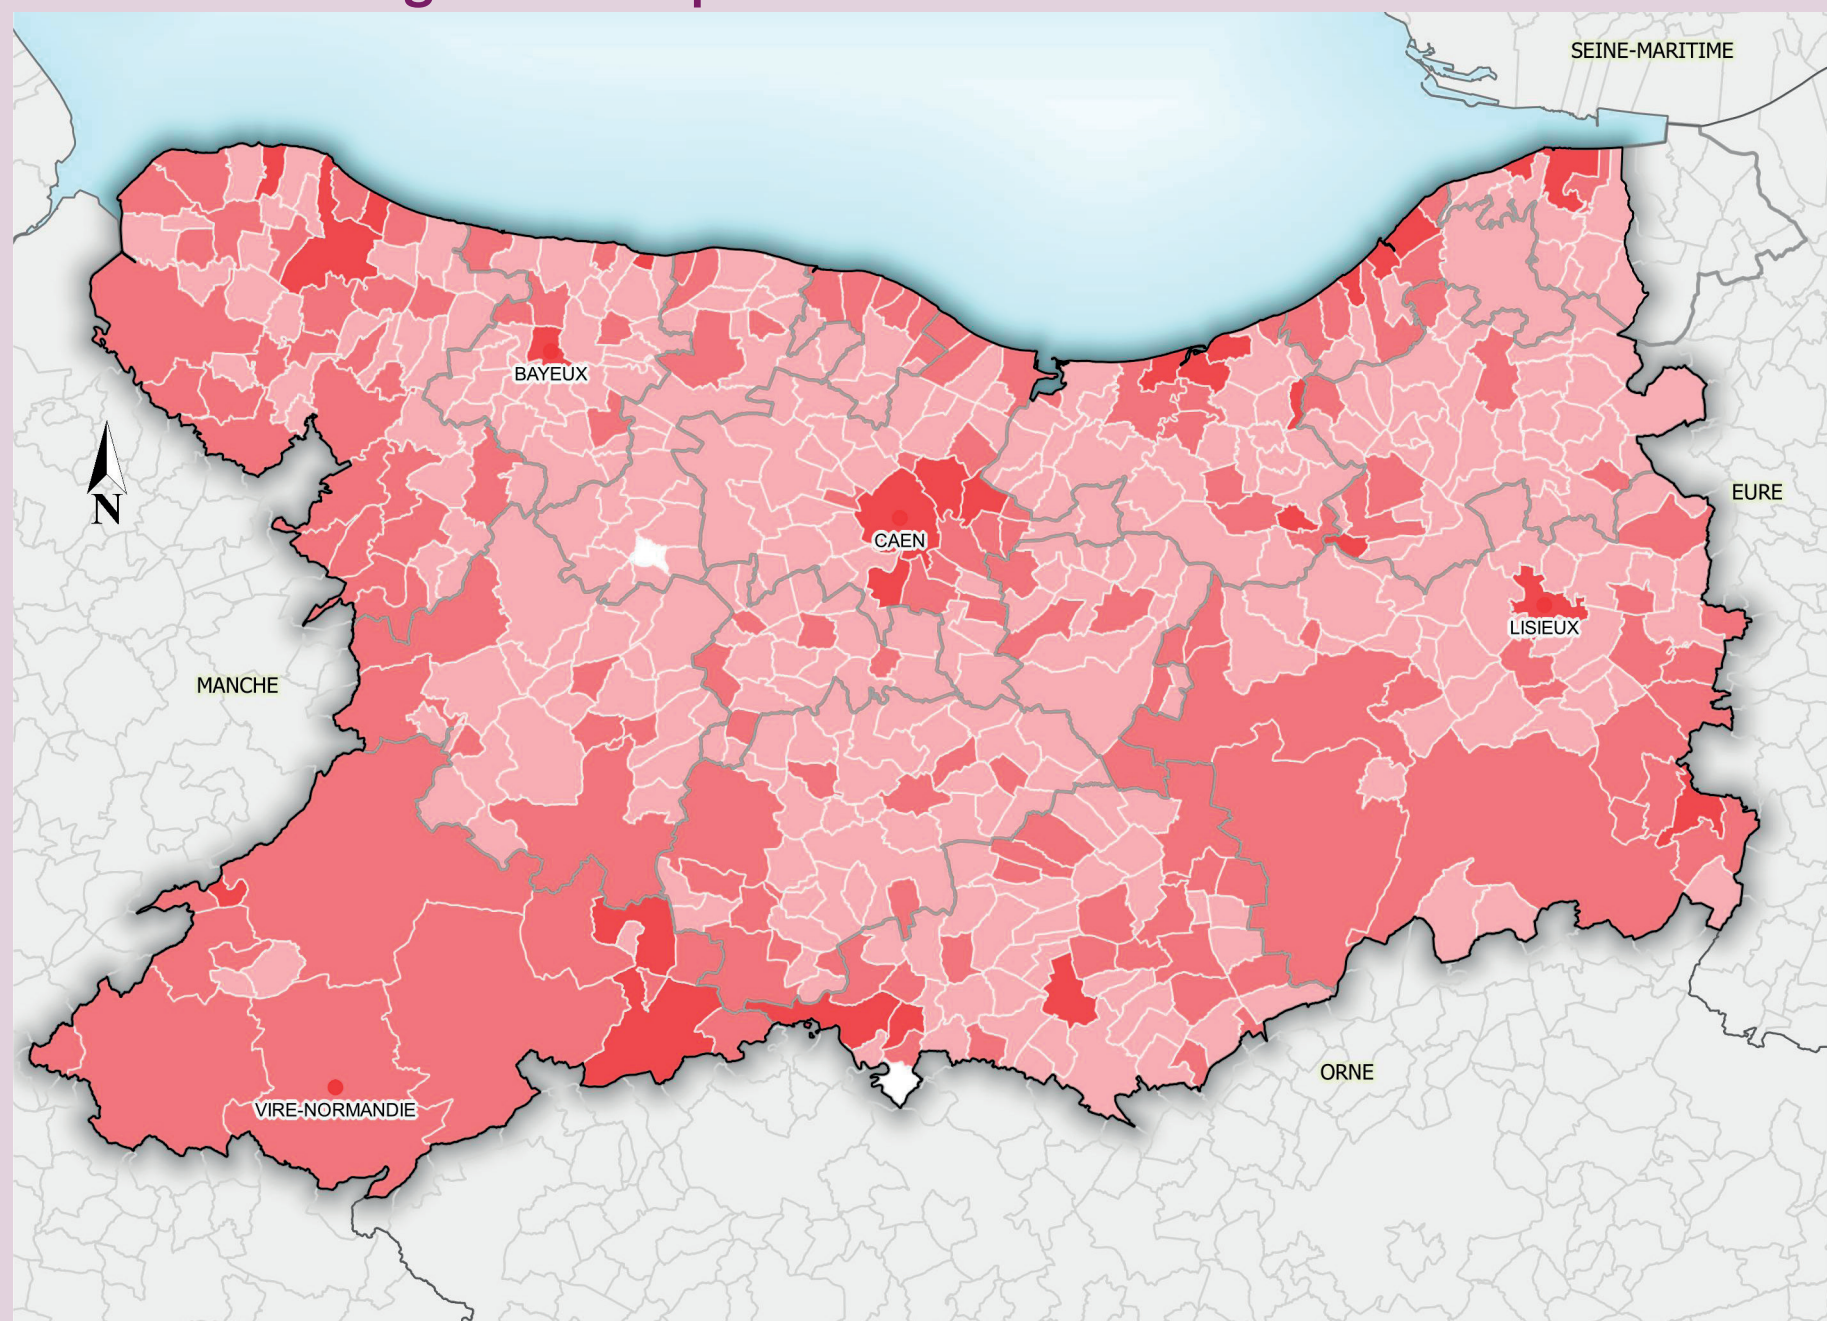 SEINE-MARITIME
BAYEUX
N
EURE
CAEN
LISIEUX
MANCHE
ORNE
VIRE-NORMANDIE